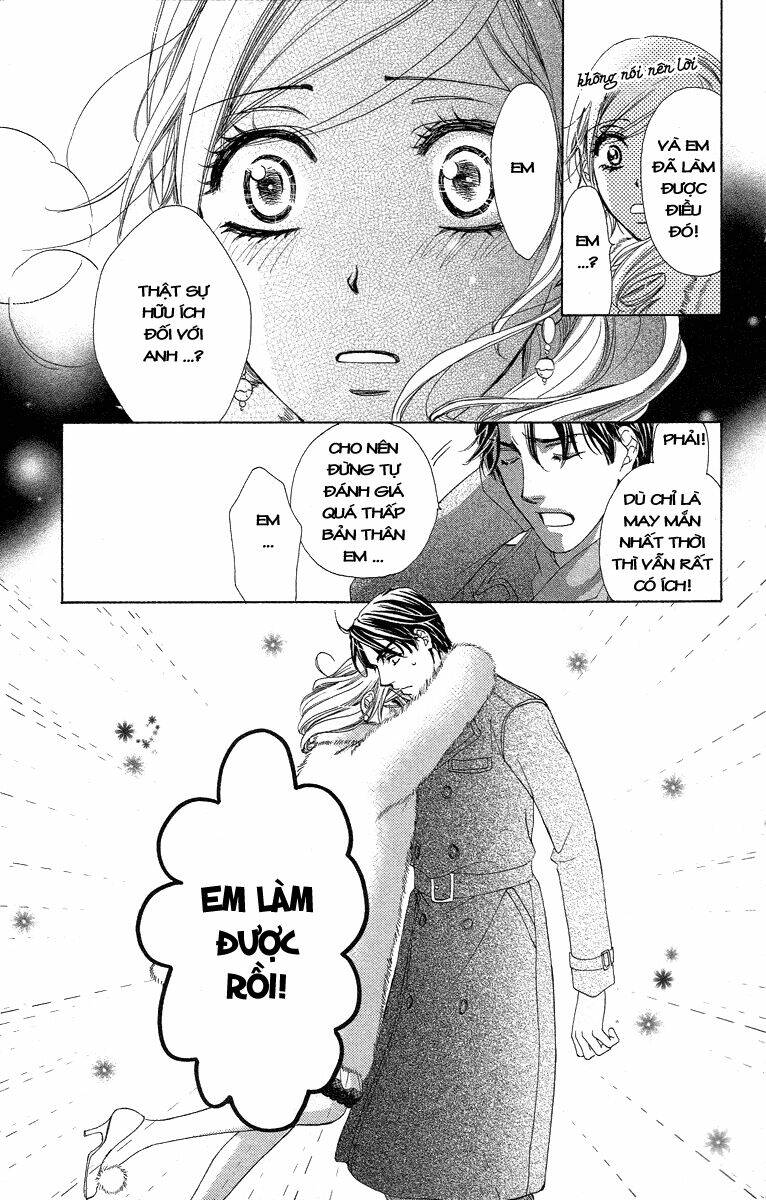 không nói nên lời
VÀ EM
ĐÃ LÀM
ĐƯỢC
ĐIỀU
ĐÓ!
EM
...?
EM
THẬT SỰ
HỮU ÍCH
ĐỐI VỚI
ANH ...?
PHẢI!
DÙ CHỈ LÀ
MAY MẮN
NHẤT THỜI
THÌ VẪN RẤT
CÓ ÍCH!
CHO NÊN
ĐỪNG TỰ
ĐÁNH GIÁ
QUÁ THẤP
BẢN THÂN
EM ...
EM
...
EM LÀM
ĐƯỢC
RỒI!